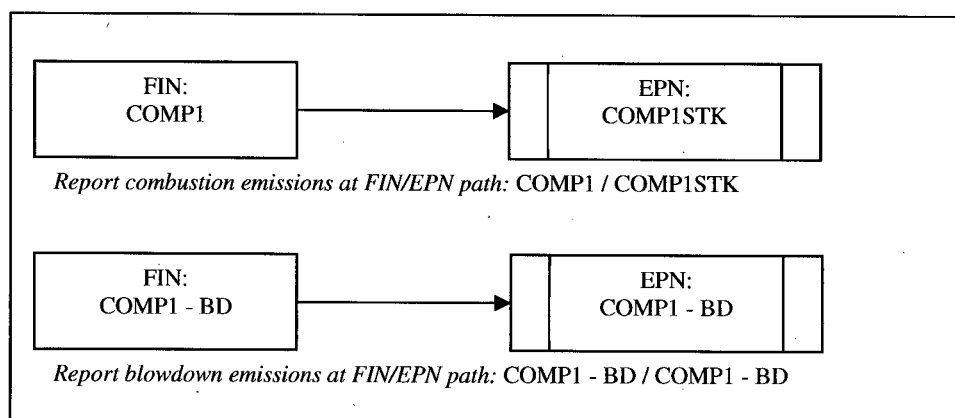 FIN:
COMP1
EPN:
COMP1STK
Report combustion emissions at FIN/EPN path: COMP1 / COMP1STK
FIN:
COMP1 - BD
EPN:
COMP1 - BD
Report blowdown emissions at FIN/EPN path: COMP1 - BD / COMP1 - BD